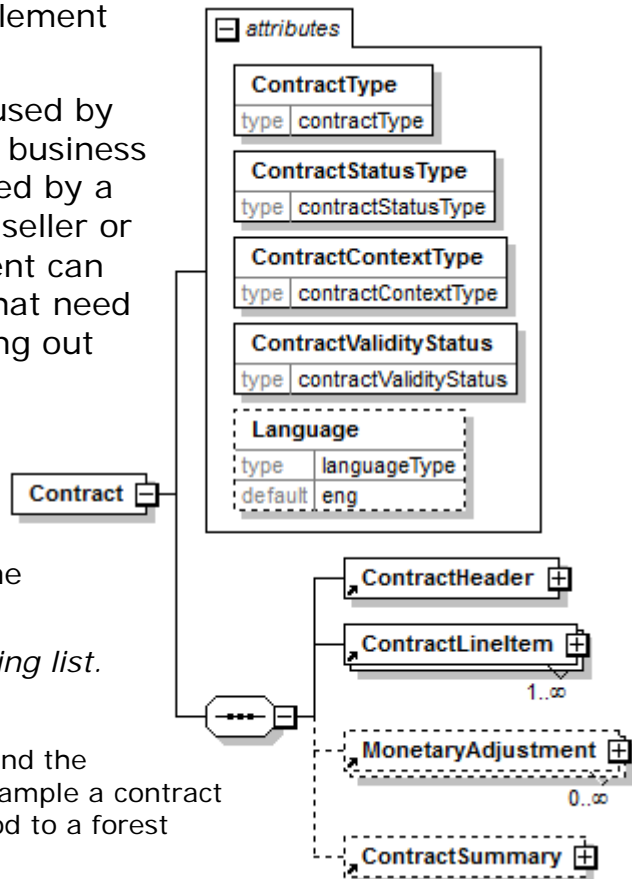 lement
used by
business
ed by a
seller or
ent can
hat need
ng out
ne
ing list.
nd the
ample a contract
od to a forest
attributes
ContractType
type contractType
ContractStatusType
type contractStatusType
ContractContextType
type contractContextType
ContractValidityStatus
type contractValidityStatus
Language
type languageType
default eng
Contract
ContractHeader
ContractLineItem
1..∞
MonetaryAdjustment
0..∞
ContractSummary